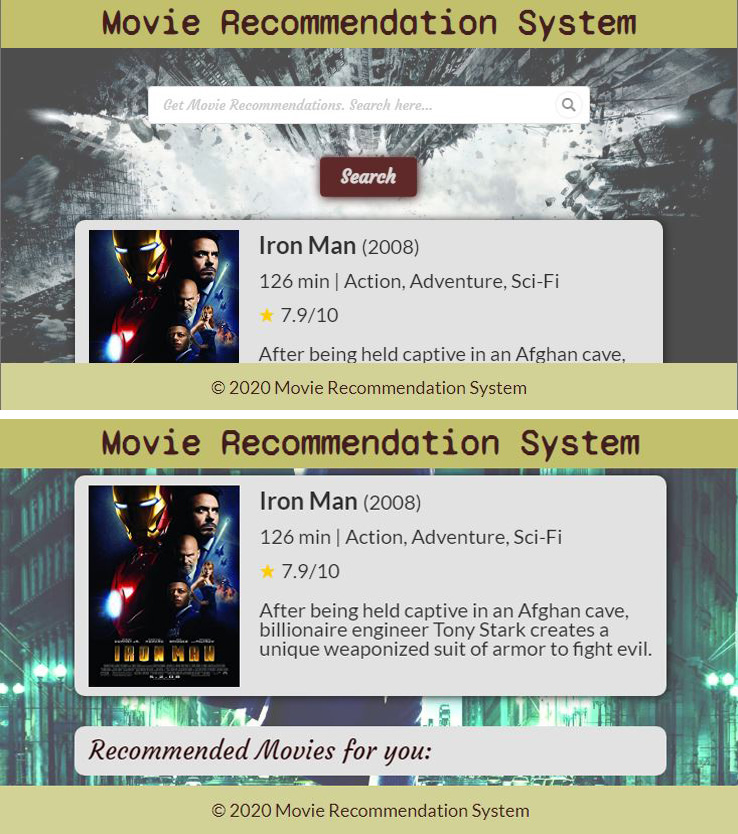 Movie Recommendation System
Get Movie Recommendations. Search here...
Search
Iron Man (2008)
126 min | Action, Adventure, Sci-Fi
★ 7.9/10
After being held captive in an Afghan cave,
© 2020 Movie Recommendation System
Movie Recommendation System
Iron Man (2008)
126 min | Action, Adventure, Sci-Fi
★ 7.9/10
After being held captive in an Afghan cave,
billionaire engineer Tony Stark creates a
unique weaponized suit of armor to fight evil.
IRON MAN
Recommended Movies for you:
© 2020 Movie Recommendation System